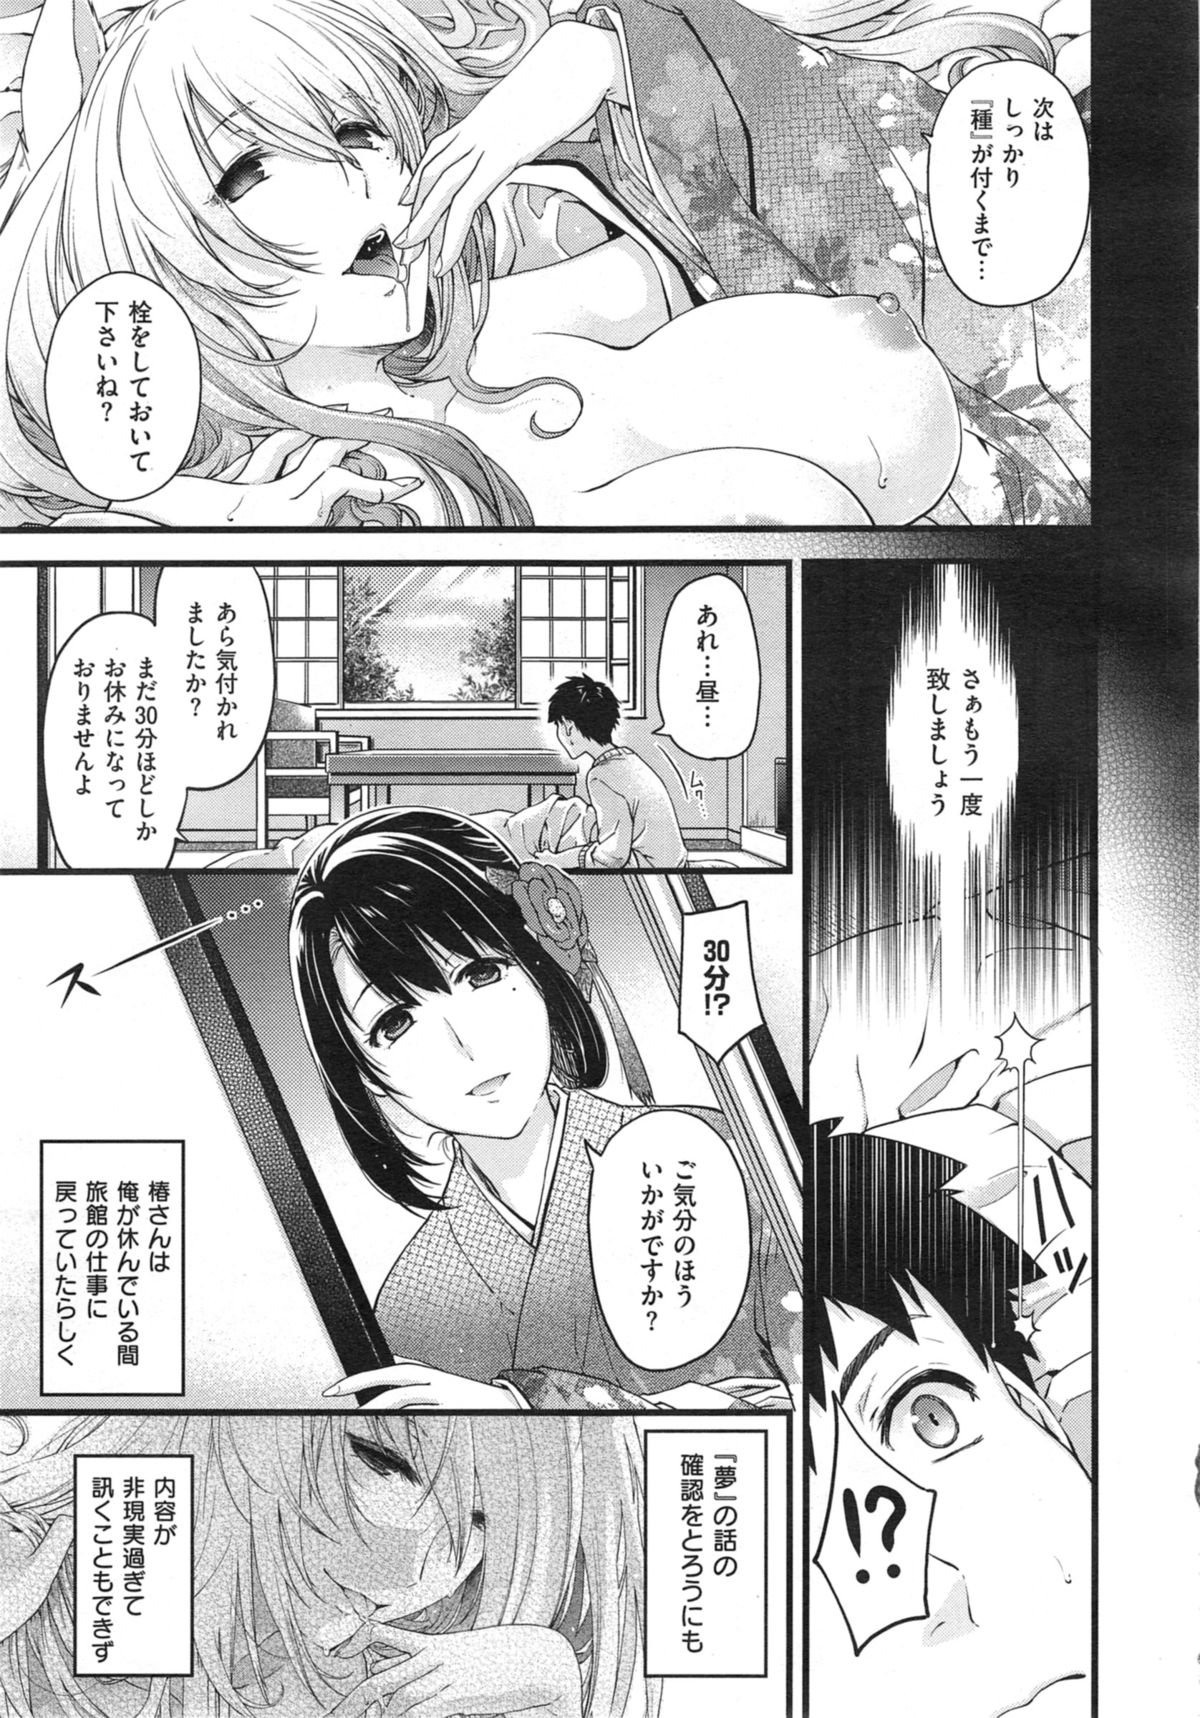 次は
しっかり
『種』が付くまで…
栓をしておいて
下さいね?
さぁもう一度
致しましょう
!?
あれ…昼…
ムク…
あら気付かれ
ましたか?
まだ30分ほどしか
お休みになって
おりませんよ
30分!?
ス…
ご気分のほう
いかがですか?
椿さんは
俺が休んでいる間
旅館の仕事に
戻っていたらしく
『夢』の話の
確認をとろうにも
内容が
非現実過ぎて
訊くこともできず